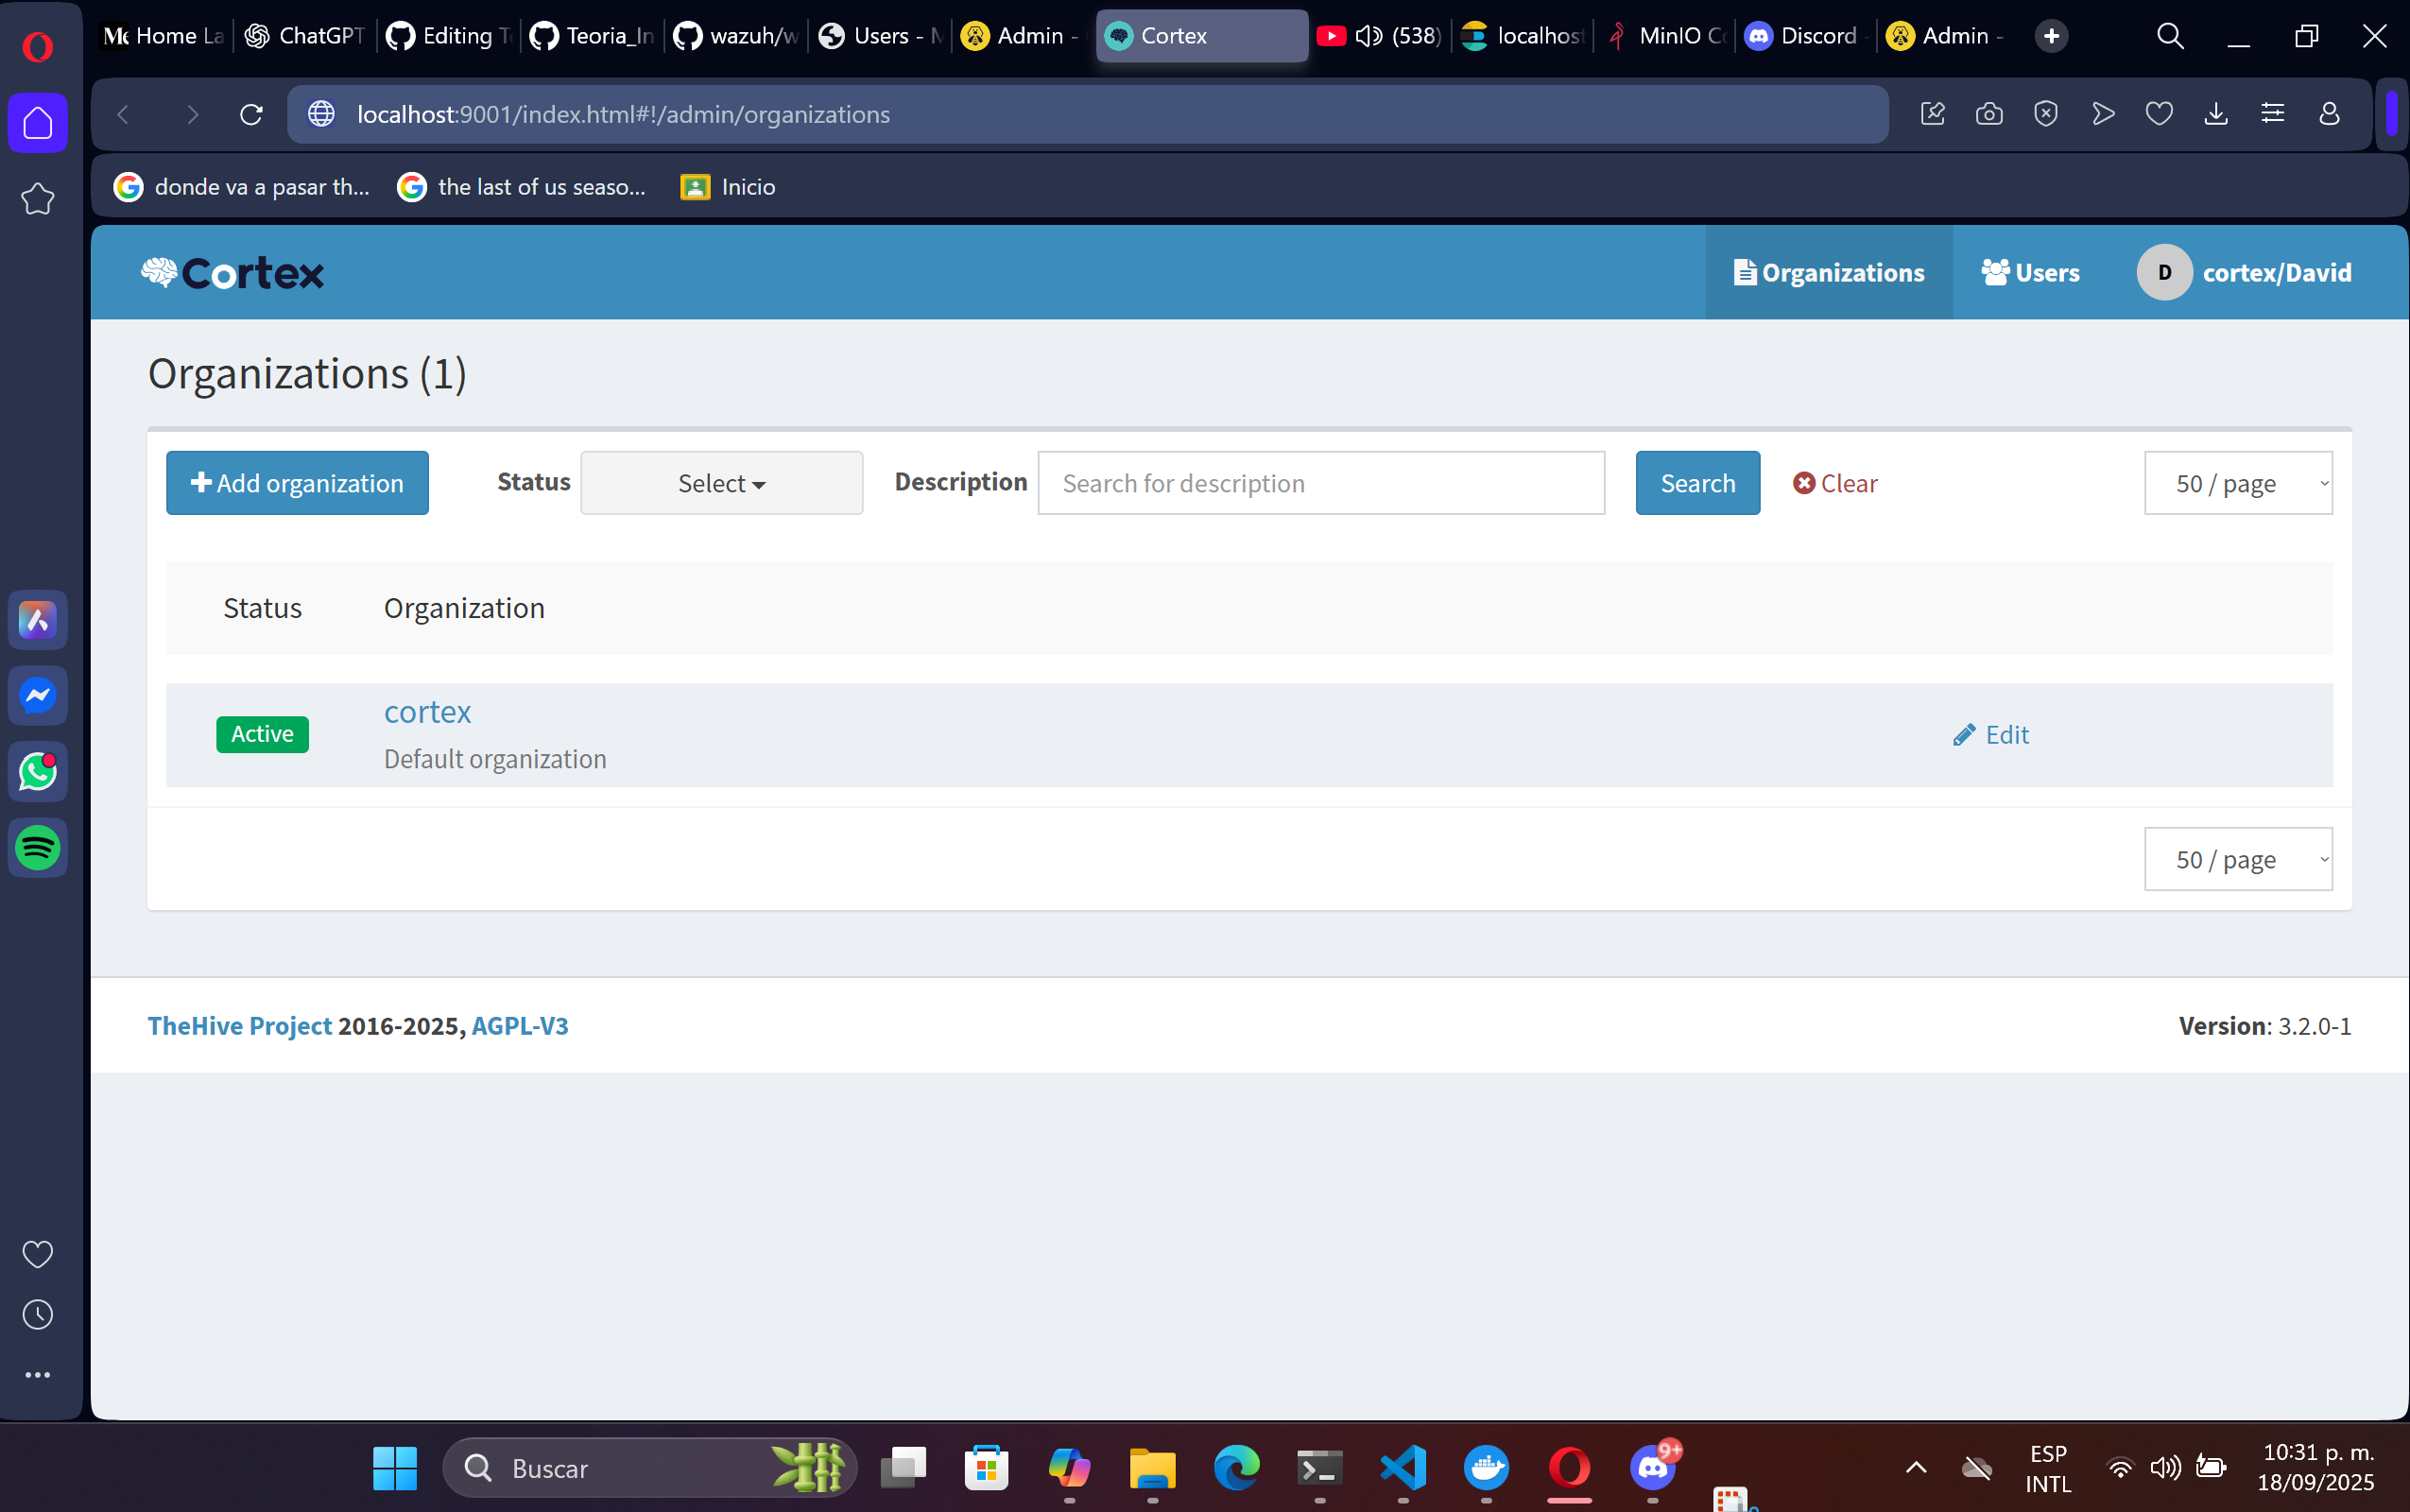 Home La
ChatGPT
Editing T
Teoria_In
wazuh/w
Users - M
Admin -
Cortex
(538)
localhost
MinIO Co
Discord
Admin -
localhost:9001/index.html#!/admin/organizations
donde va a pasar th...
the last of us seaso...
Inicio
Cortex
Organizations
Users
D
cortex/David
Organizations (1)
Add organization
Status
Select
Description
Search for description
Search
Clear
50 / page
Status
Organization
Active
cortex
Default organization
Edit
50 / page
TheHive Project 2016-2025, AGPL-V3
Version: 3.2.0-1
Buscar
9+
ESP
INTL
10:31 p. m.
18/09/2025